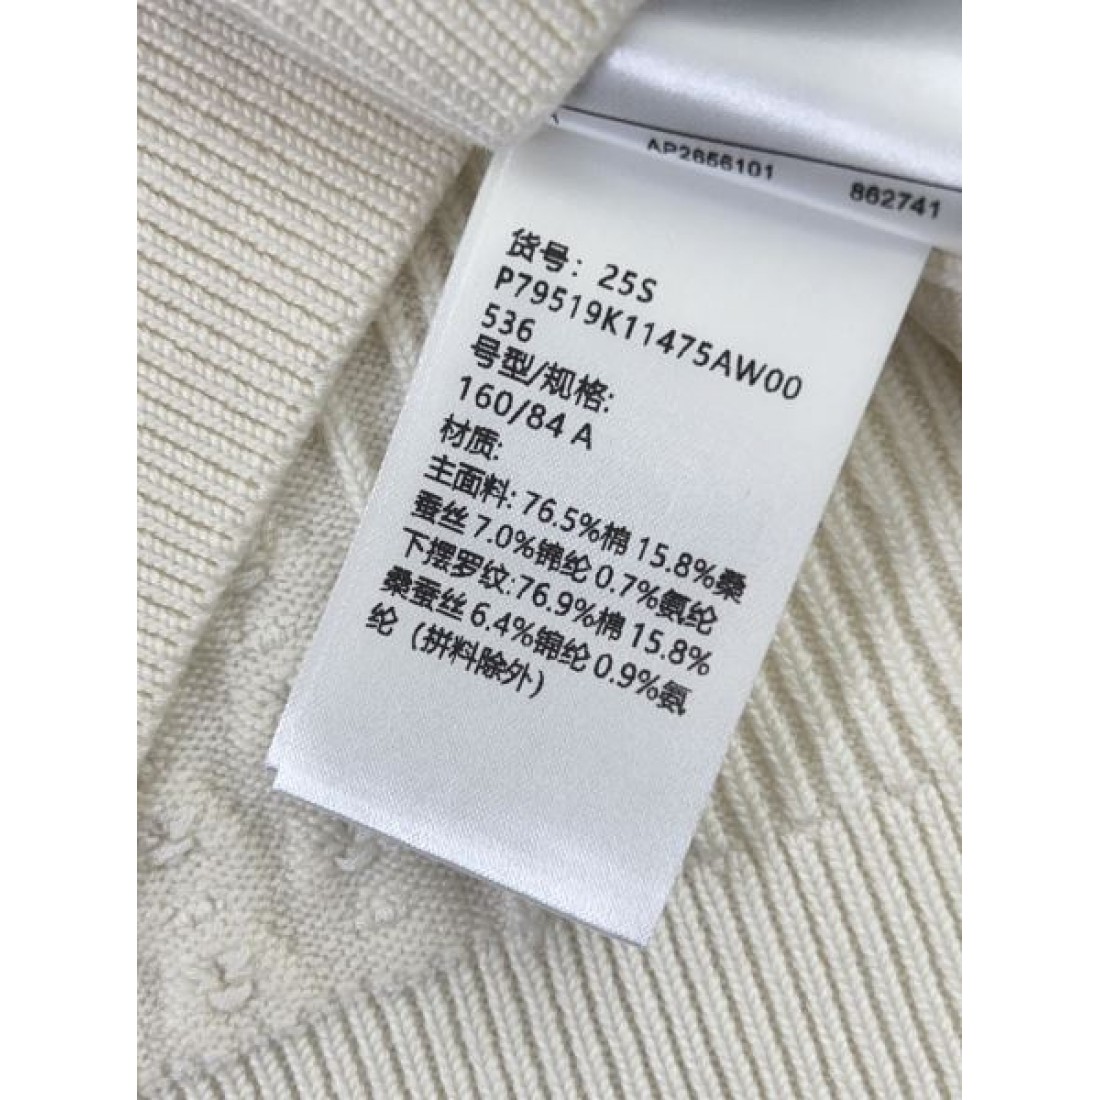 AP2656101 862741
货号: 25S
P79519K11475AW00
536
号型/规格:
160/84 A
材质:
主面料: 76.5%棉 15.8%桑
蚕丝 7.0%锦纶 0.7%氨纶
下摆罗纹:76.9%棉 15.8%
桑蚕丝 6.4%锦纶 0.9%氨
纶（拼料除外）